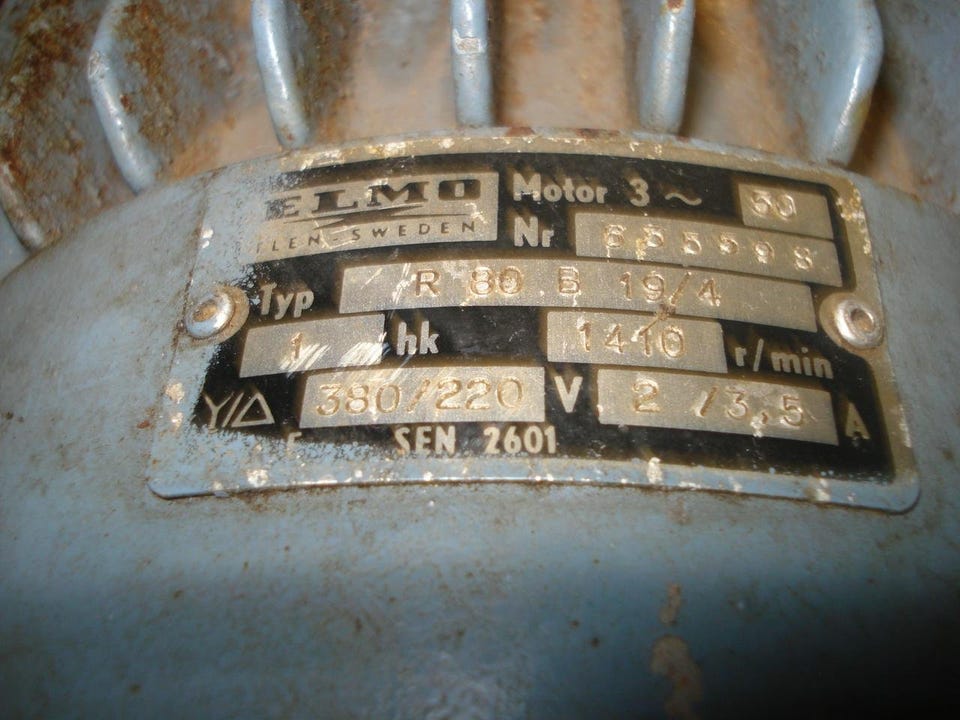 ELMO
FLEN-SWEDEN
Motor 3 ~ 50
Nr
Typ R 80 B 19/4
1 hk 1410 r/min
Y/Δ 380/220 V 2/3,5 A
SEN 2601